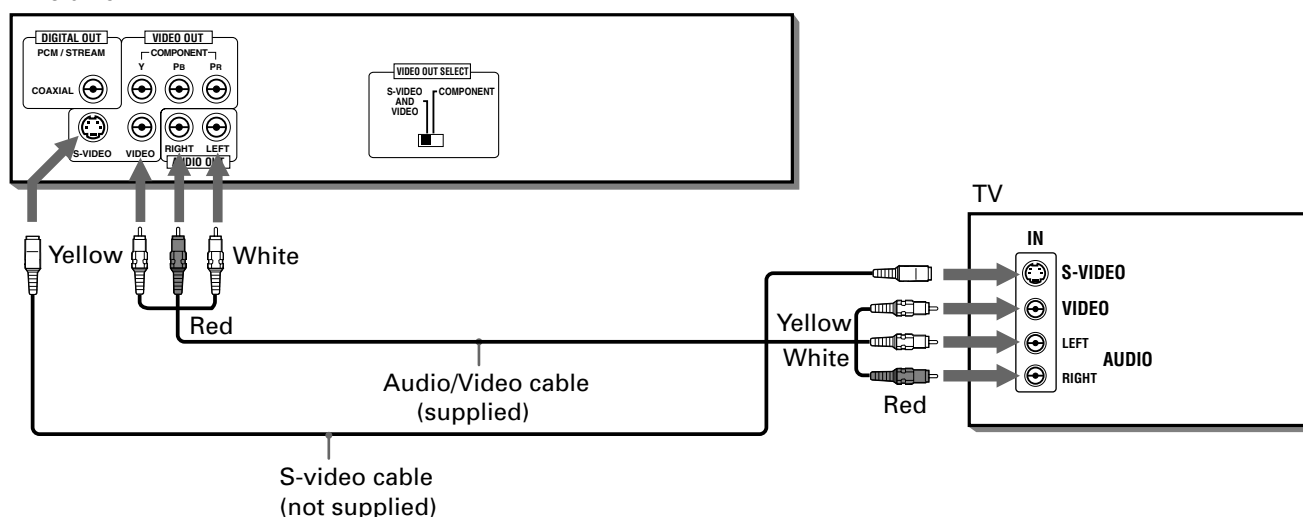 DIGITAL OUT
PCM / STREAM
COAXIAL
VIDEO OUT
COMPONENT
Y
PB
PR
S-VIDEO
VIDEO
RIGHT
LEFT
AUDIO OUT
VIDEO OUT SELECT
S-VIDEO
AND
VIDEO
COMPONENT
Yellow
White
Red
Audio/Video cable
(supplied)
S-video cable
(not supplied)
TV
IN
S-VIDEO
VIDEO
LEFT
AUDIO
RIGHT
Yellow
White
Red